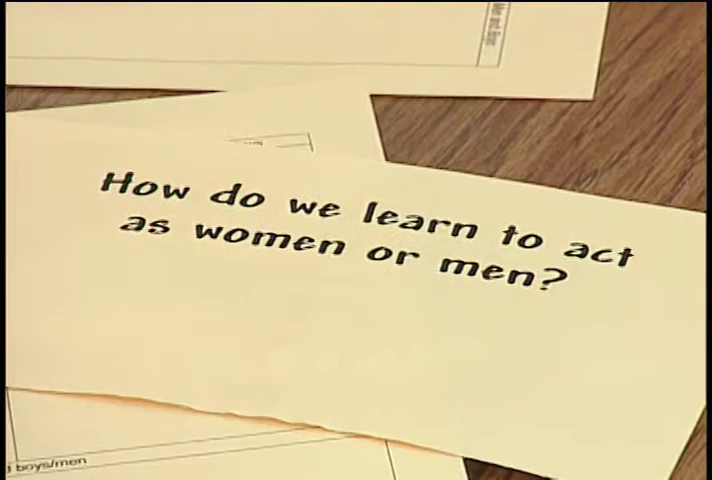 How do we learn to act
as women or men?
boys/men